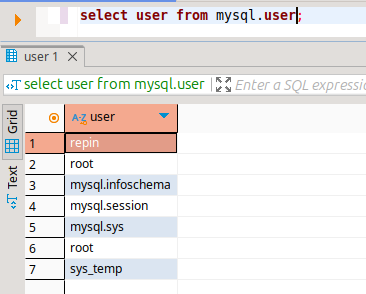 select user from mysql.user;
user 1
select user from mysql.user
Enter a SQL expressio
Grid
Text
A-Z user
1 repin
2 root
3 mysql.infoschema
4 mysql.session
5 mysql.sys
6 root
7 sys_temp